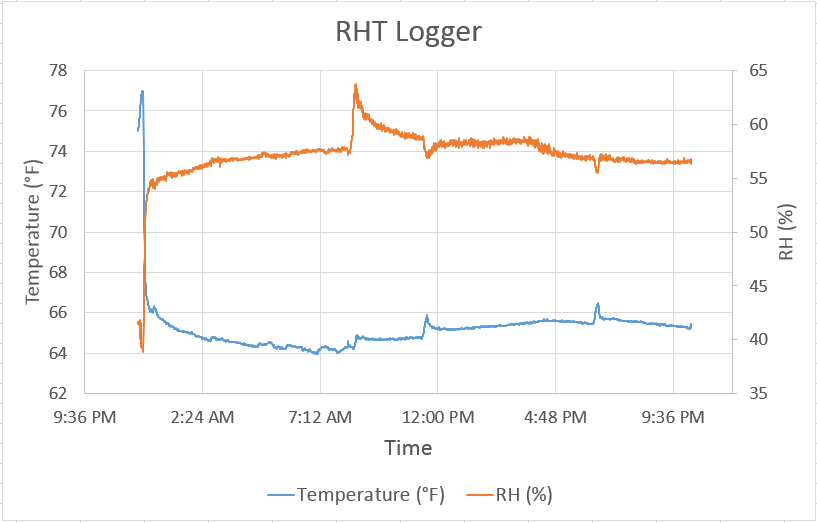 RHT Logger
78
76
74
72
70
68
66
64
62
Temperature (°F)
65
60
55
50
45
40
35
RH (%)
9:36 PM 2:24 AM 7:12 AM 12:00 PM 4:48 PM 9:36 PM
Time
Temperature (°F) RH (%)